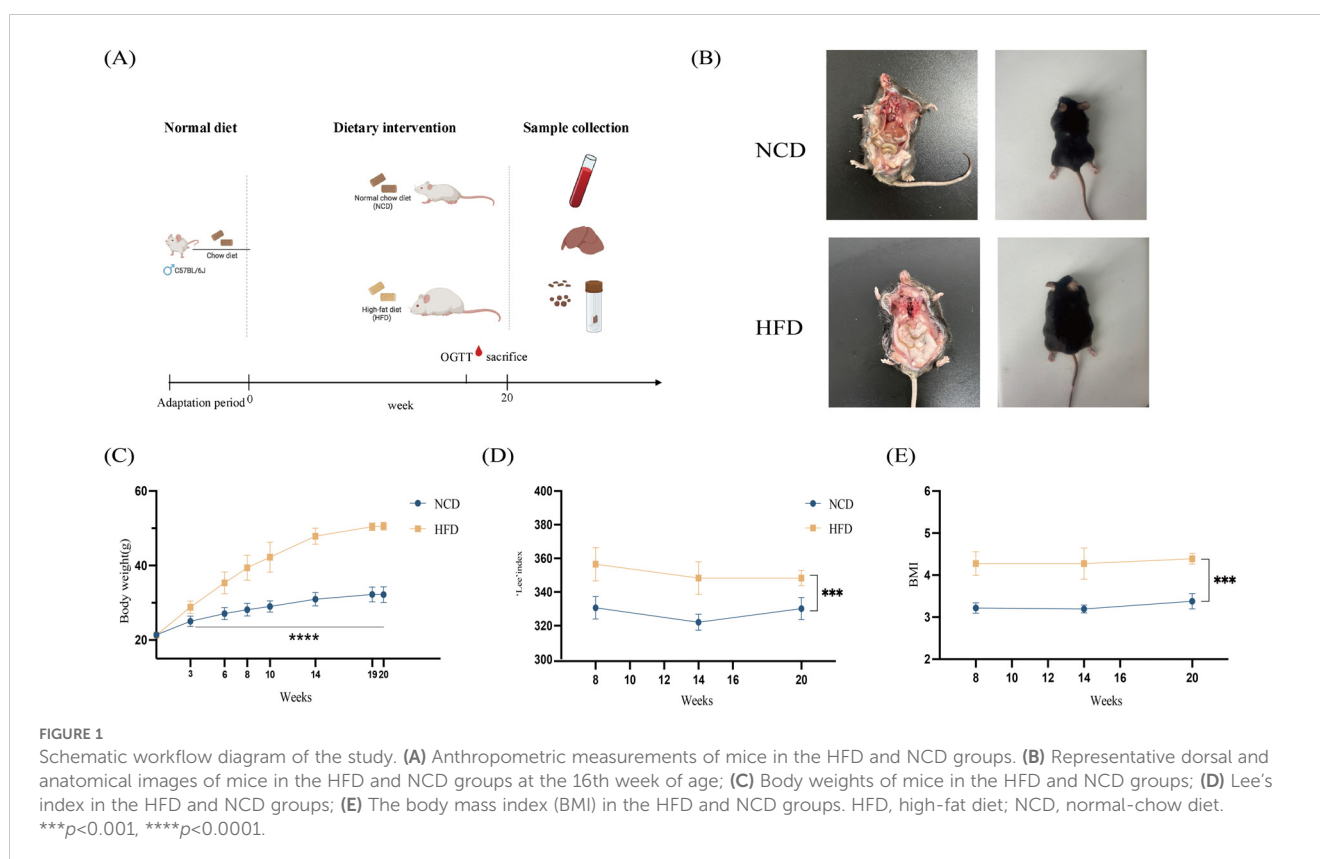 (A)
Normal diet
Dietary intervention
Sample collection
Normal chow diet
(NCD)
Chow diet
♂C57BL/6J
High-fat diet
(HFD)
OGTT sacrifice
Adaptation period
0
week
20
(B)
NCD
HFD
(C)
Body weight(g)
60
40
20
3 6 8 10 14 19 20
Weeks
NCD
HFD
****
(D)
'Lee'index
400
380
360
340
320
300
8 10 12 14 16 20
Weeks
NCD
HFD
***
(E)
BMI
6
5
4
3
2
8 10 12 14 16 20
Weeks
NCD
HFD
***
FIGURE 1
Schematic workflow diagram of the study. (A) Anthropometric measurements of mice in the HFD and NCD groups. (B) Representative dorsal and
anatomical images of mice in the HFD and NCD groups at the 16th week of age; (C) Body weights of mice in the HFD and NCD groups; (D) Lee's
index in the HFD and NCD groups; (E) The body mass index (BMI) in the HFD and NCD groups. HFD, high-fat diet; NCD, normal-chow diet.
***p<0.001, ****p<0.0001.